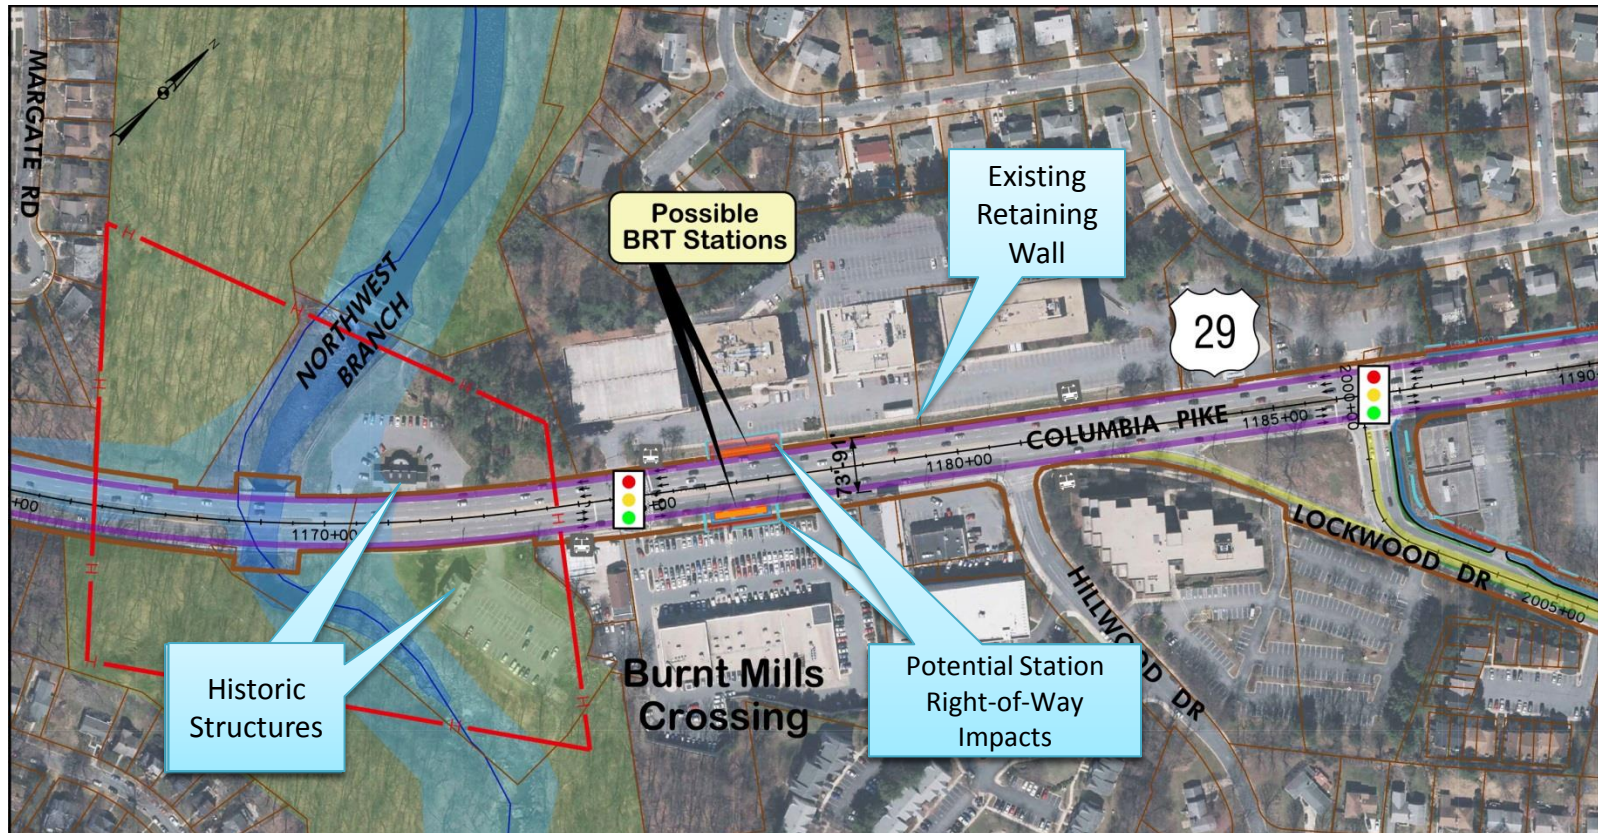 MARGATE RD
N
NORTHWEST
BRANCH
Possible
BRT Stations
Existing
Retaining
Wall
29
COLUMBIA PIKE
1170+00
73'-91'
1180+00
1185+00
2000+00
LOCKWOOD DR
2005+00
HILLWOOD DR
Historic
Structures
Burnt Mills
Crossing
Potential Station
Right-of-Way
Impacts
H
H
H
H
H
H
H
H
H
H